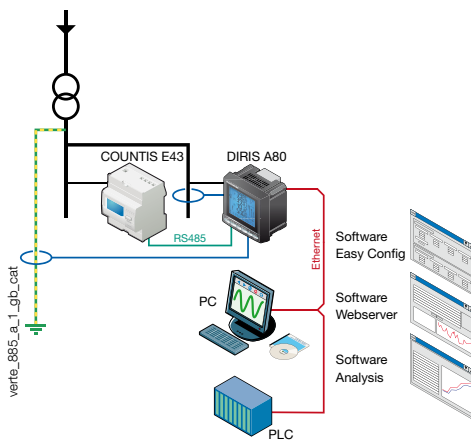 COUNTIS E43
DIRIS A80
RS485
Ethernet
Software
Easy Config
PC
Software
Webserver
Software
Analysis
PLC
verte_885_a_1_gb_cat